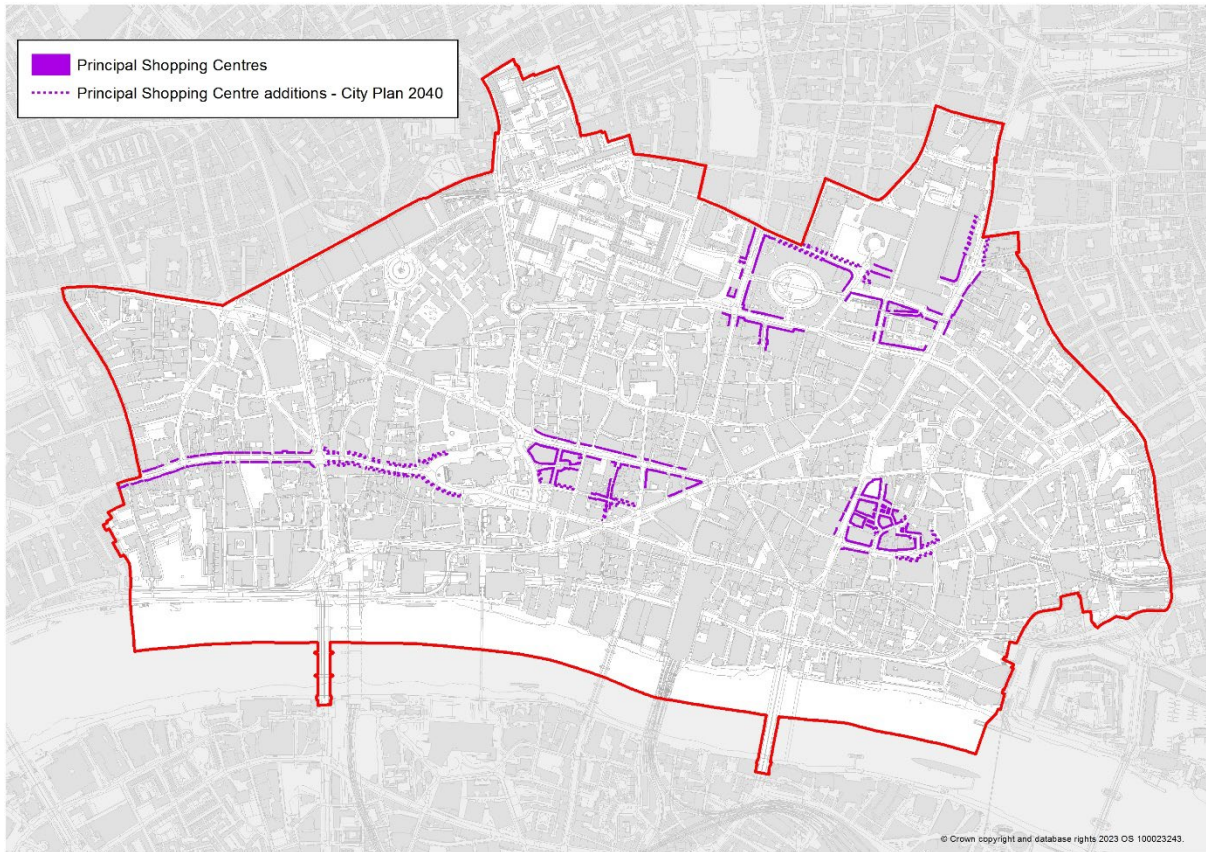 Principal Shopping Centres
Principal Shopping Centre additions - City Plan 2040
© Crown copyright and database rights 2023 OS 100023243.